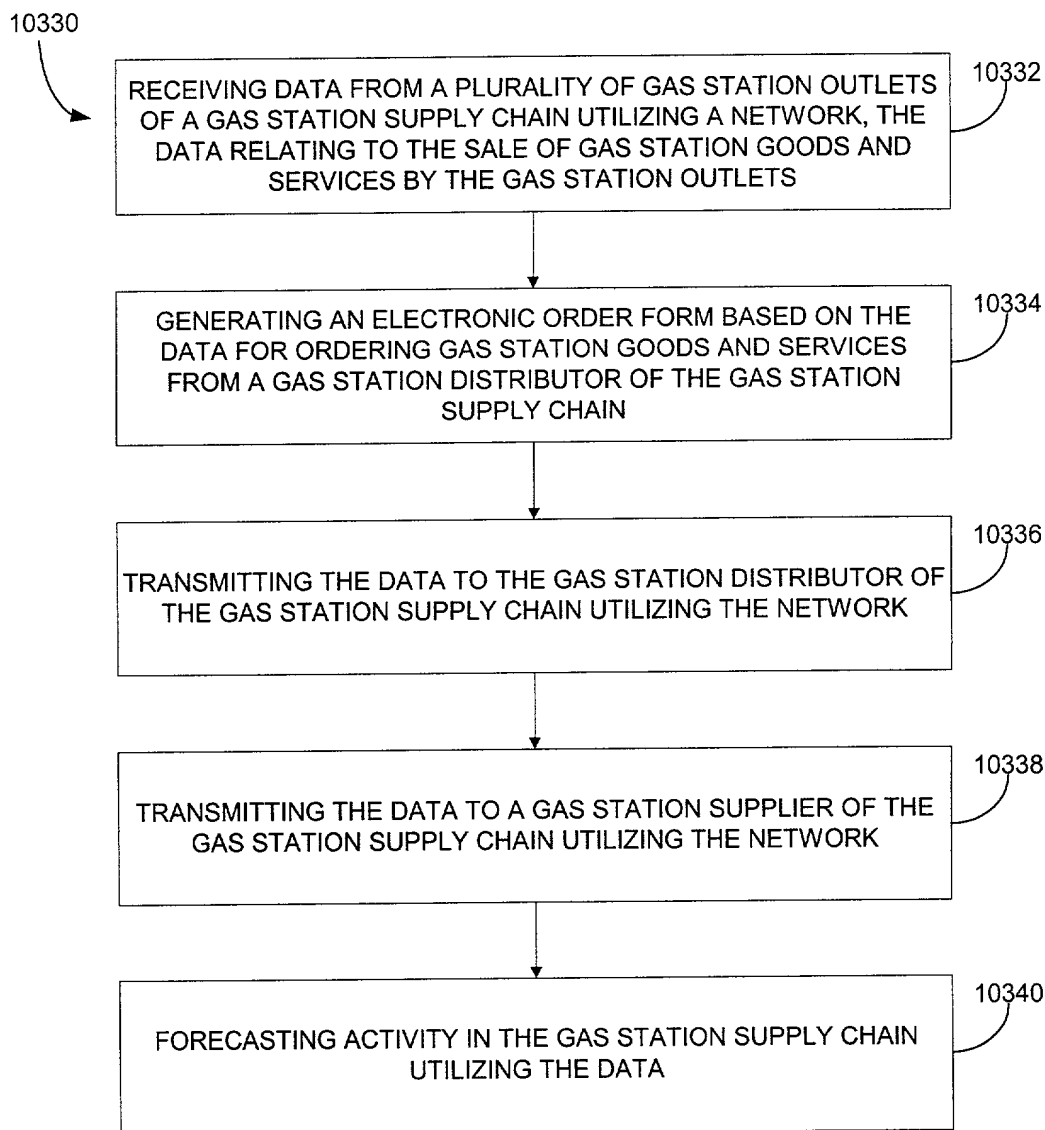 10330
RECEIVING DATA FROM A PLURALITY OF GAS STATION OUTLETS
OF A GAS STATION SUPPLY CHAIN UTILIZING A NETWORK, THE
DATA RELATING TO THE SALE OF GAS STATION GOODS AND
SERVICES BY THE GAS STATION OUTLETS
10332
GENERATING AN ELECTRONIC ORDER FORM BASED ON THE
DATA FOR ORDERING GAS STATION GOODS AND SERVICES
FROM A GAS STATION DISTRIBUTOR OF THE GAS STATION
SUPPLY CHAIN
10334
TRANSMITTING THE DATA TO THE GAS STATION DISTRIBUTOR OF
THE GAS STATION SUPPLY CHAIN UTILIZING THE NETWORK
10336
TRANSMITTING THE DATA TO A GAS STATION SUPPLIER OF THE
GAS STATION SUPPLY CHAIN UTILIZING THE NETWORK
10338
FORECASTING ACTIVITY IN THE GAS STATION SUPPLY CHAIN
UTILIZING THE DATA
10340